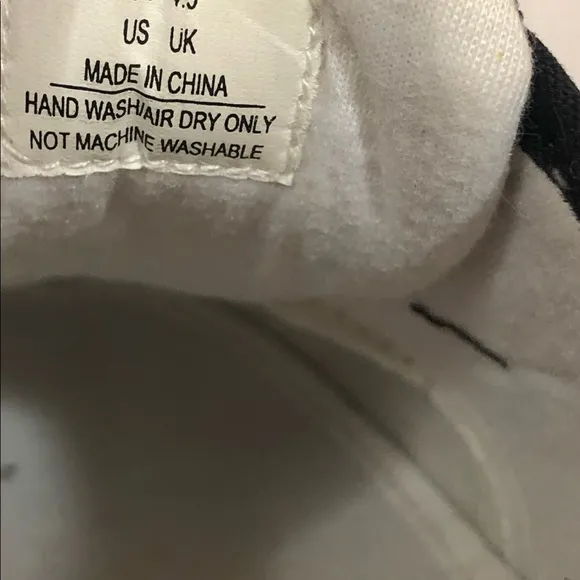 US UK
MADE IN CHINA
HAND WASH/AIR DRY ONLY
NOT MACHINE WASHABLE